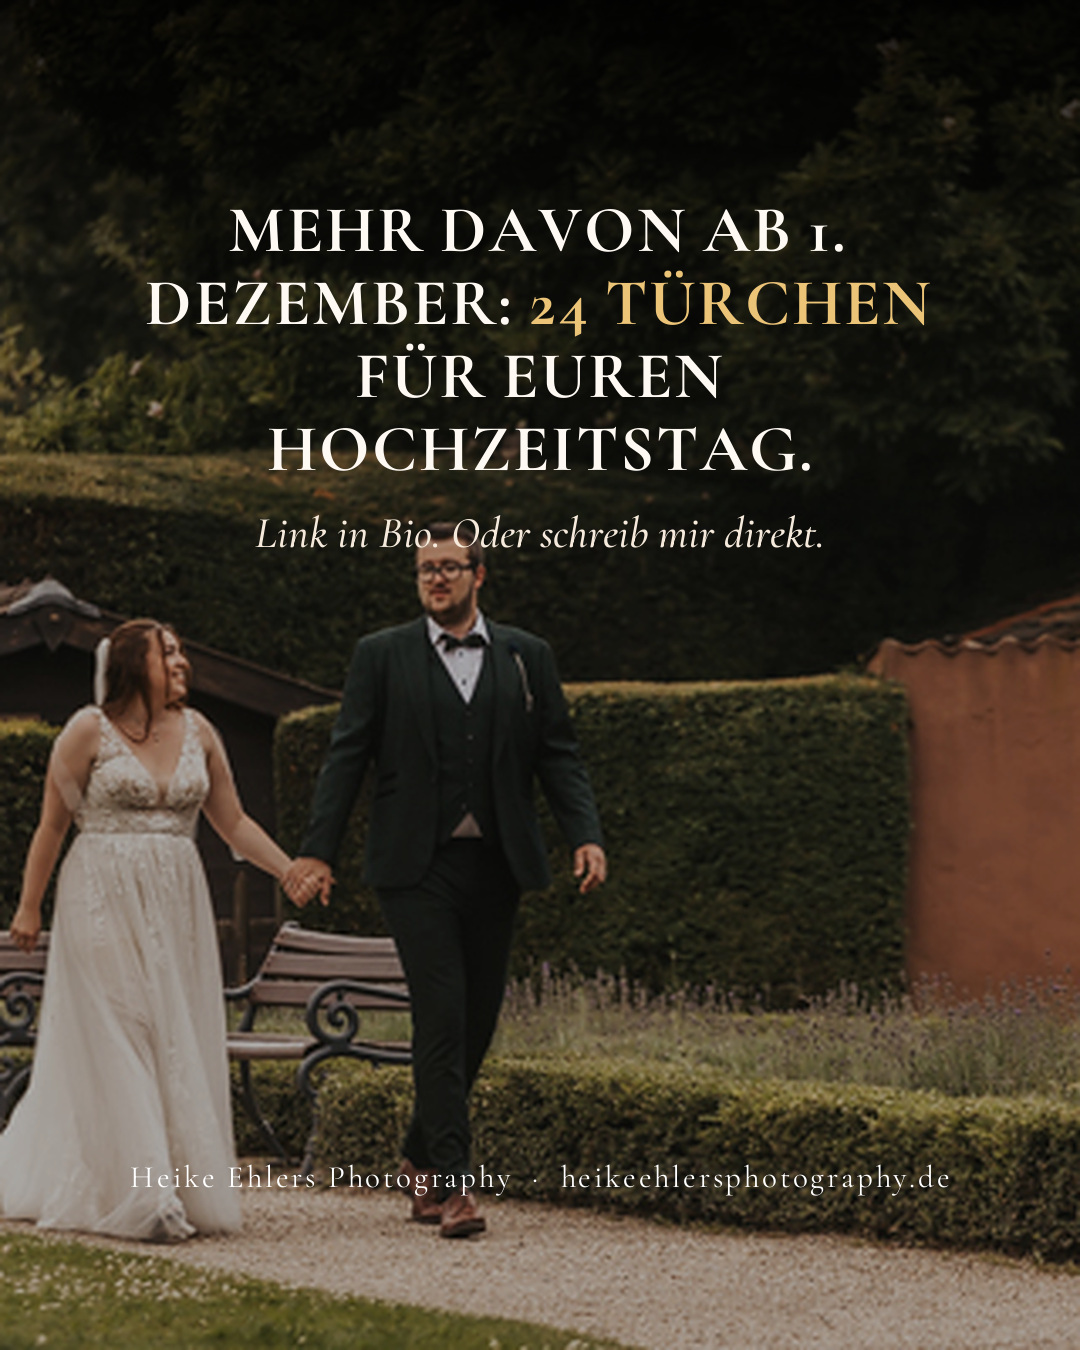 MEHR DAVON AB 1.
DEZEMBER: 24 TÜRCHEN
FÜR EUREN
HOCHZEITSTAG.
Link in Bio. Oder schreib mir direkt.
Heike Ehlers Photography · heikeehlersphotography.de